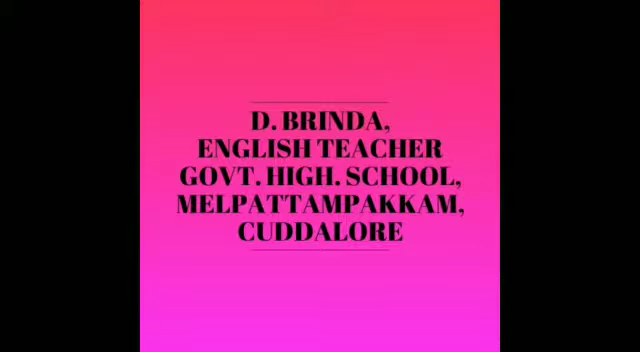 D. BRINDA,
ENGLISH TEACHER
GOVT. HIGH. SCHOOL,
MELPATTAMPAKKAM,
CUDDALORE